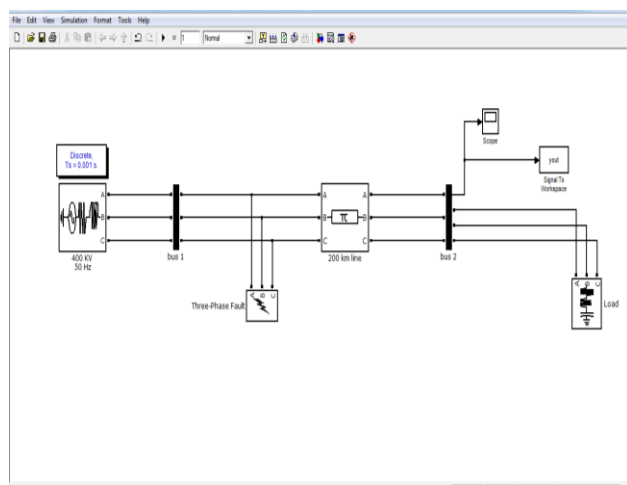 File Edit View Simulation Format Tools Help
1 Normal
Discrete,
Ts = 0.001 s.
A A A A
B B B B
C C C C
400 KV
50 Hz
bus 1
200 km line
bus 2
Scope
yout
Signal To
Workspace
A B C
Three-Phase Fault
A B C
Load